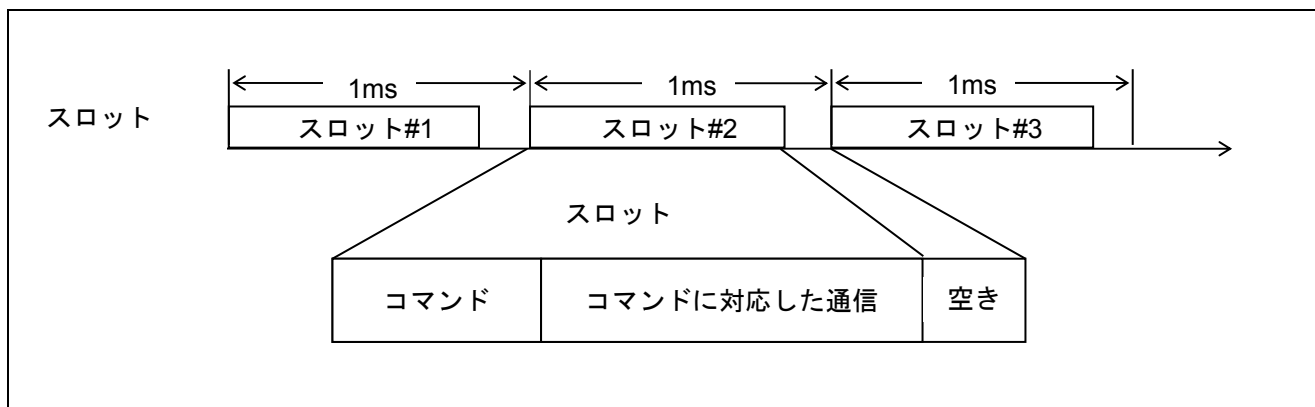 1ms 1ms 1ms
スロット スロット#1 スロット#2 スロット#3
スロット
コマンド コマンドに対応した通信 空き